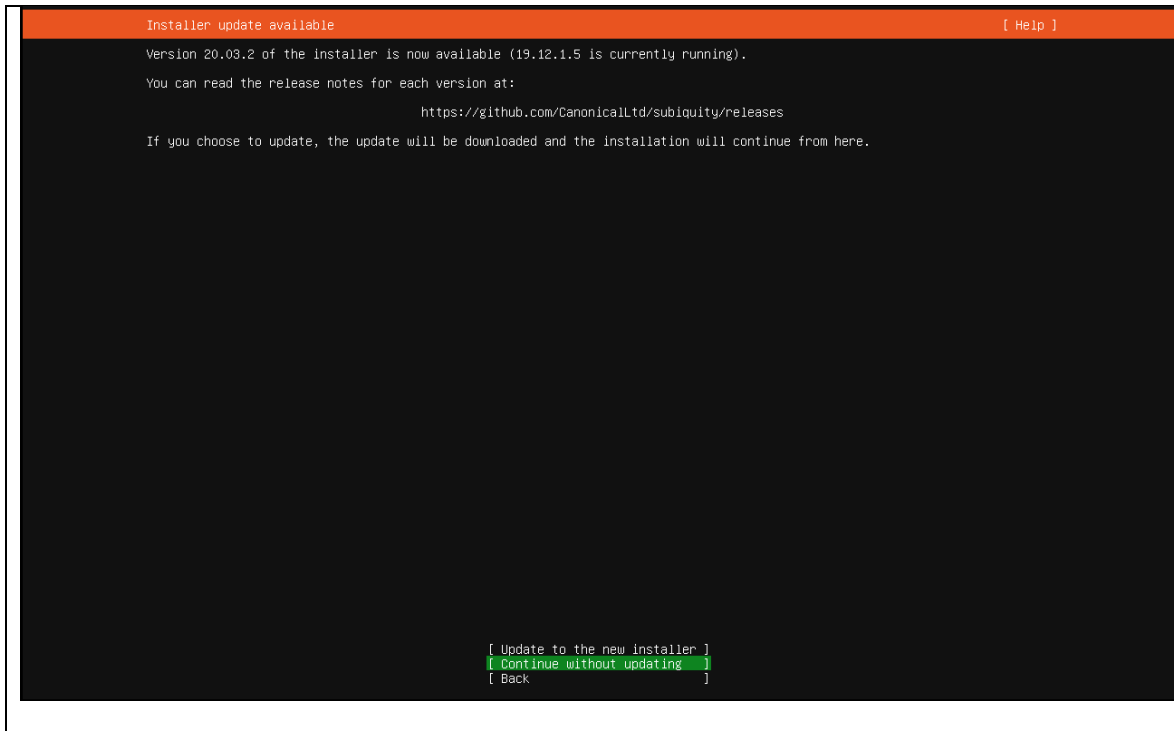 Installer update available [ Help ]
Version 20.03.2 of the installer is now available (19.12.1.5 is currently running).
You can read the release notes for each version at:
https://github.com/CanonicalLtd/subiquity/releases
If you choose to update, the update will be downloaded and the installation will continue from here.
[ Update to the new installer ]
[ Continue without updating ]
[ Back ]